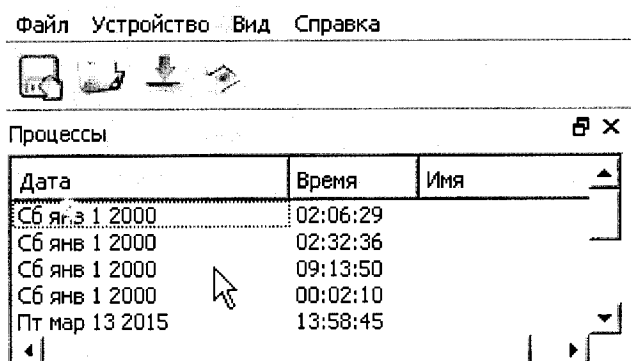 Файл Устройство Вид Справка
Процессы
Дата Время Имя
Сб янв 1 2000 02:06:29
Сб янв 1 2000 02:32:36
Сб янв 1 2000 09:13:50
Сб янв 1 2000 00:02:10
Пт мар 13 2015 13:58:45